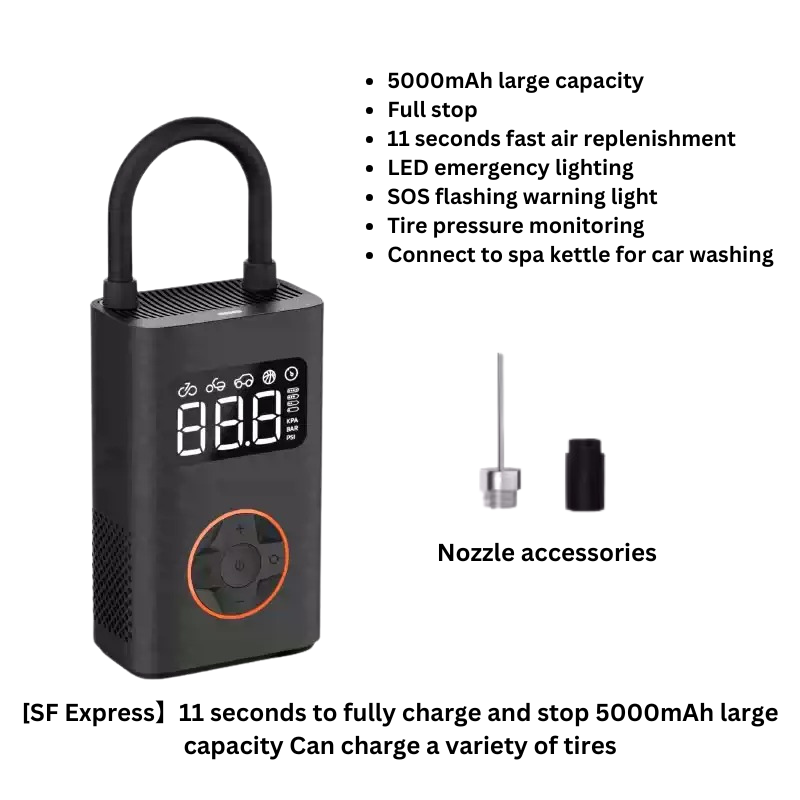 • 5000mAh large capacity
• Full stop
• 11 seconds fast air replenishment
• LED emergency lighting
• SOS flashing warning light
• Tire pressure monitoring
• Connect to spa kettle for car washing
88.8
KPA
BAR
PSI
Nozzle accessories
[SF Express】11 seconds to fully charge and stop 5000mAh large
capacity Can charge a variety of tires